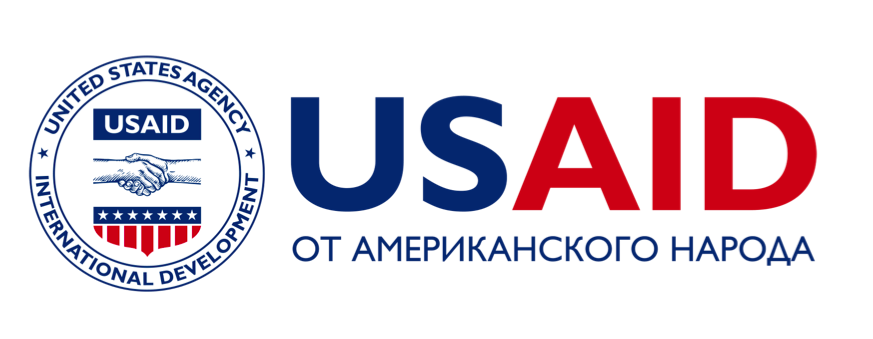 UNITED STATES AGENCY
USAID
INTERNATIONAL DEVELOPMENT
USAID
ОТ АМЕРИКАНСКОГО НАРОДА